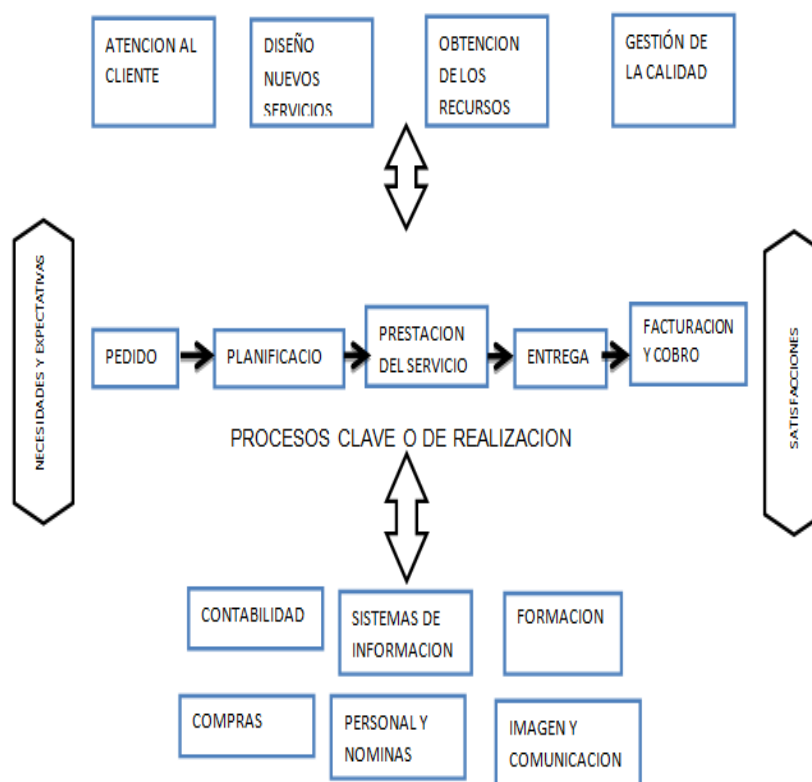 ATENCION AL
CLIENTE
DISEÑO
NUEVOS
SERVICIOS
OBTENCION
DE LOS
RECURSOS
GESTIÓN DE
LA CALIDAD
NECESIDADES Y EXPECTATIVAS
PEDIDO
PLANIFICACIO
PRESTACION
DEL SERVICIO
ENTREGA
FACTURACION
Y COBRO
SATISFACCIONES
PROCESOS CLAVE O DE REALIZACION
CONTABILIDAD
SISTEMAS DE
INFORMACION
FORMACION
COMPRAS
PERSONAL Y
NOMINAS
IMAGEN Y
COMUNICACION